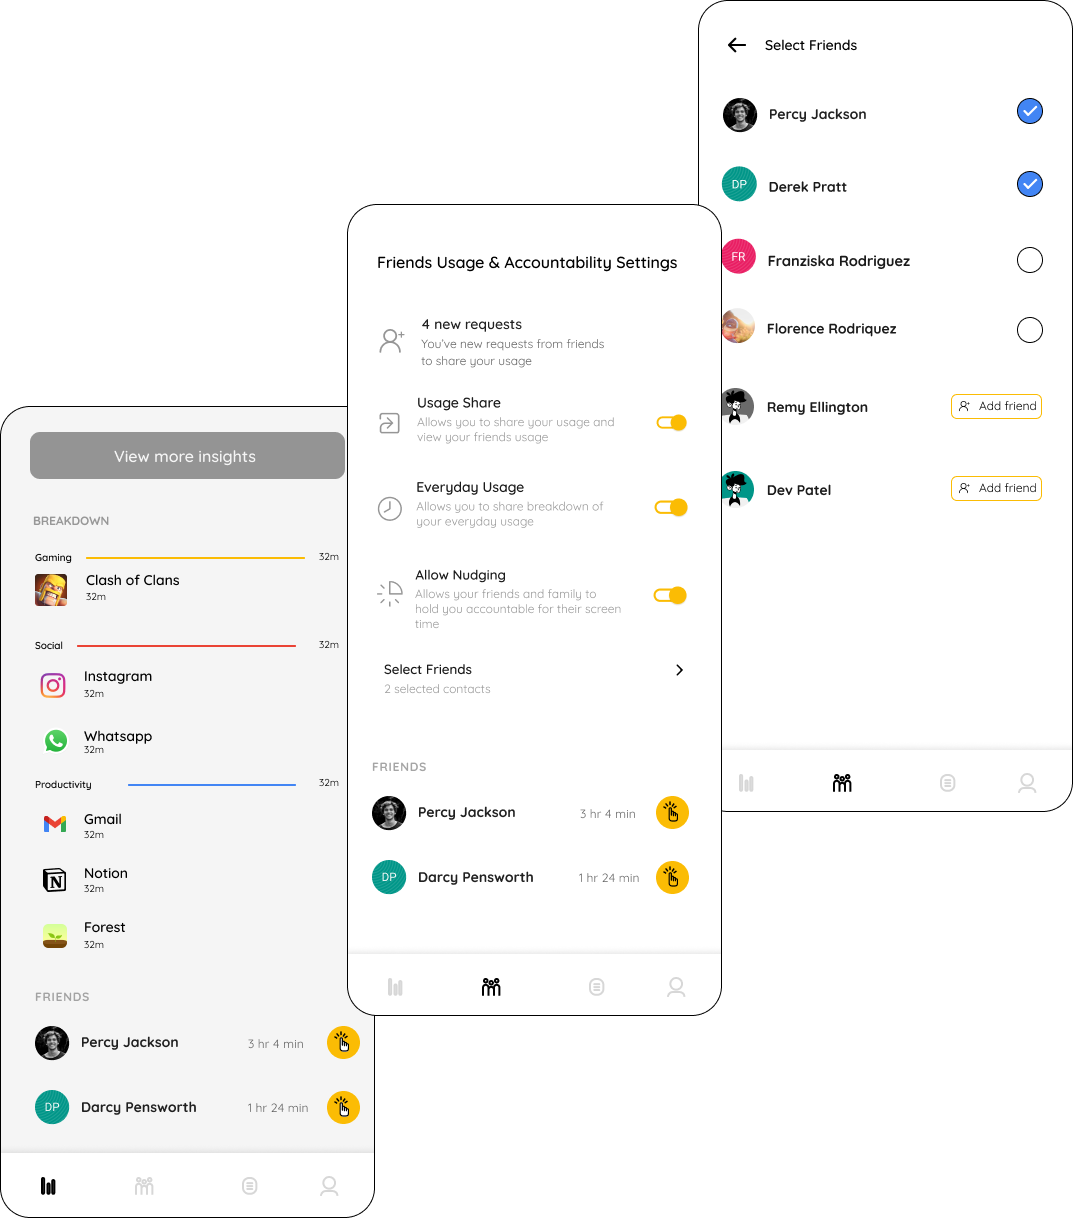 Select Friends
Percy Jackson
DP
Derek Pratt
FR
Franziska Rodriguez
Florence Rodriquez
Remy Ellington
Add friend
Dev Patel
Add friend
Friends Usage & Accountability Settings
4 new requests
You've new requests from friends
to share your usage
Usage Share
Allows you to share your usage and
view your friends usage
Everyday Usage
Allows you to share breakdown of
your everyday usage
Allow Nudging
Allows your friends and family to
hold you accountable for their screen
time
Select Friends
2 selected contacts
FRIENDS
Percy Jackson
3 hr 4 min
DP
Darcy Pensworth
1 hr 24 min
View more insights
BREAKDOWN
Gaming
32m
Clash of Clans
32m
Social
32m
Instagram
32m
Whatsapp
32m
Productivity
32m
Gmail
32m
Notion
32m
Forest
32m
FRIENDS
Percy Jackson
3 hr 4 min
DP
Darcy Pensworth
1 hr 24 min